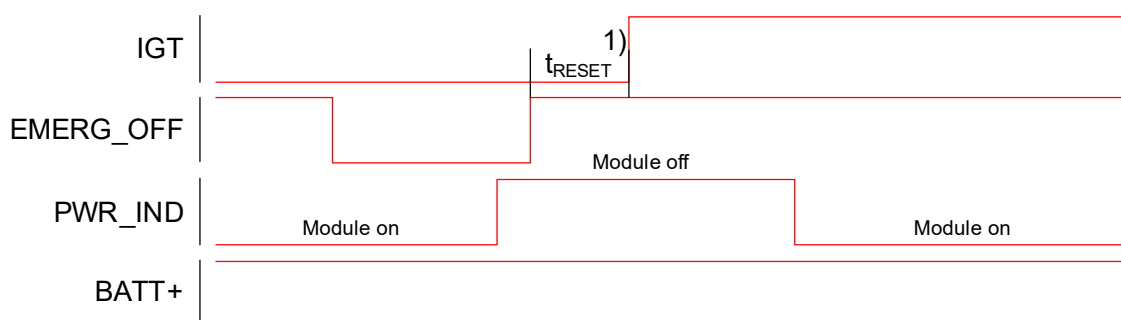 IGT
1)
tRESET
EMERG_OFF
Module off
PWR_IND
Module on
Module on
BATT+